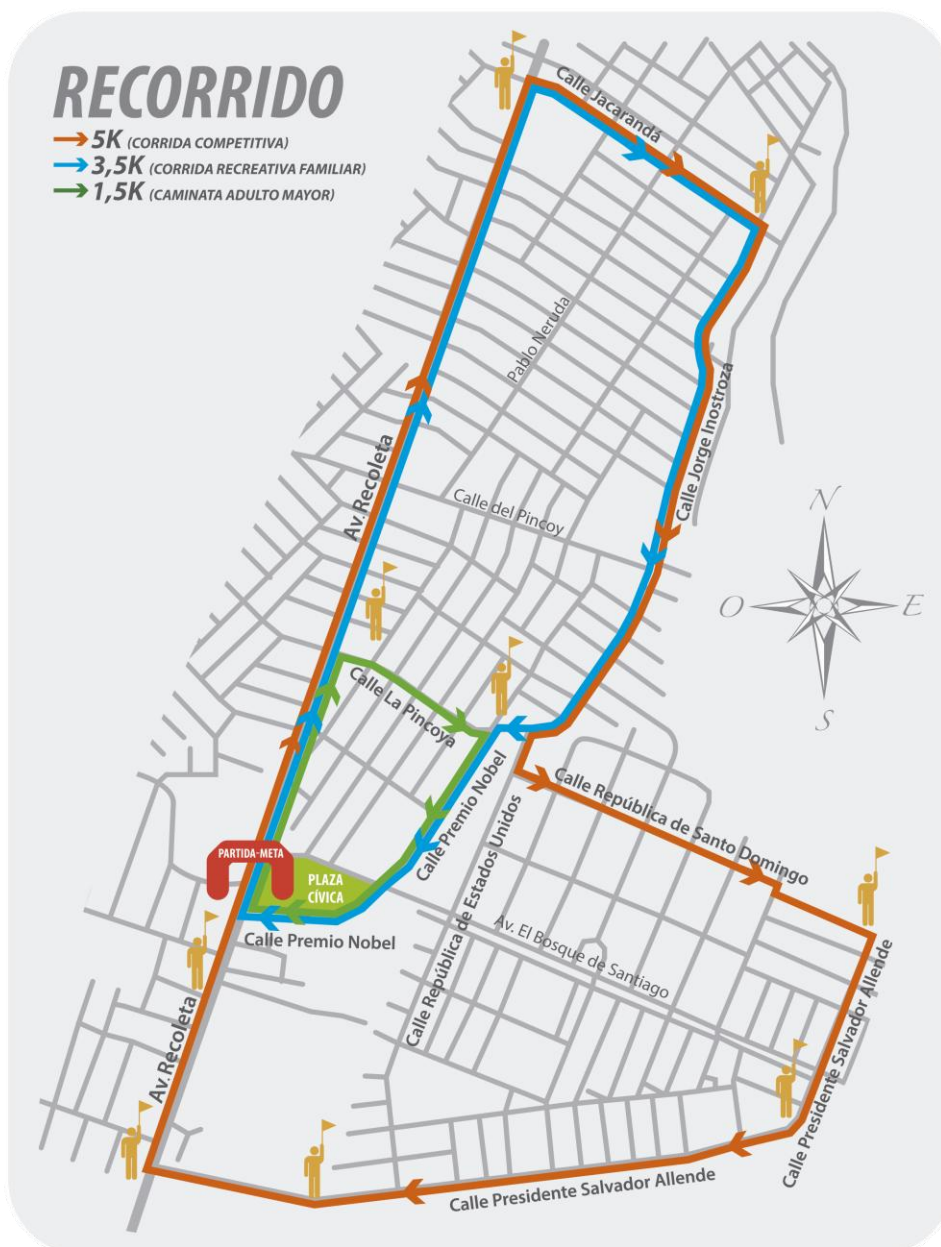 RECORRIDO
5K (CORRIDA COMPETITIVA)
3,5K (CORRIDA RECREATIVA FAMILIAR)
1,5K (CAMINATA ADULTO MAYOR)
Calle Jacarandá
Pablo Neruda
Calle Jorge Inostroza
Av. Recoleta
Calle del Pincoy
N
O
E
S
Calle La Pincoya
Calle Premio Nobel
Calle República de Santo Domingo
Calle República de Estados Unidos
PARTIDA-META
PLAZA
CÍVICA
Calle Premio Nobel
Av. El Bosque de Santiago
Av. Recoleta
Calle Presidente Salvador Allende
Calle Presidente Salvador Allende